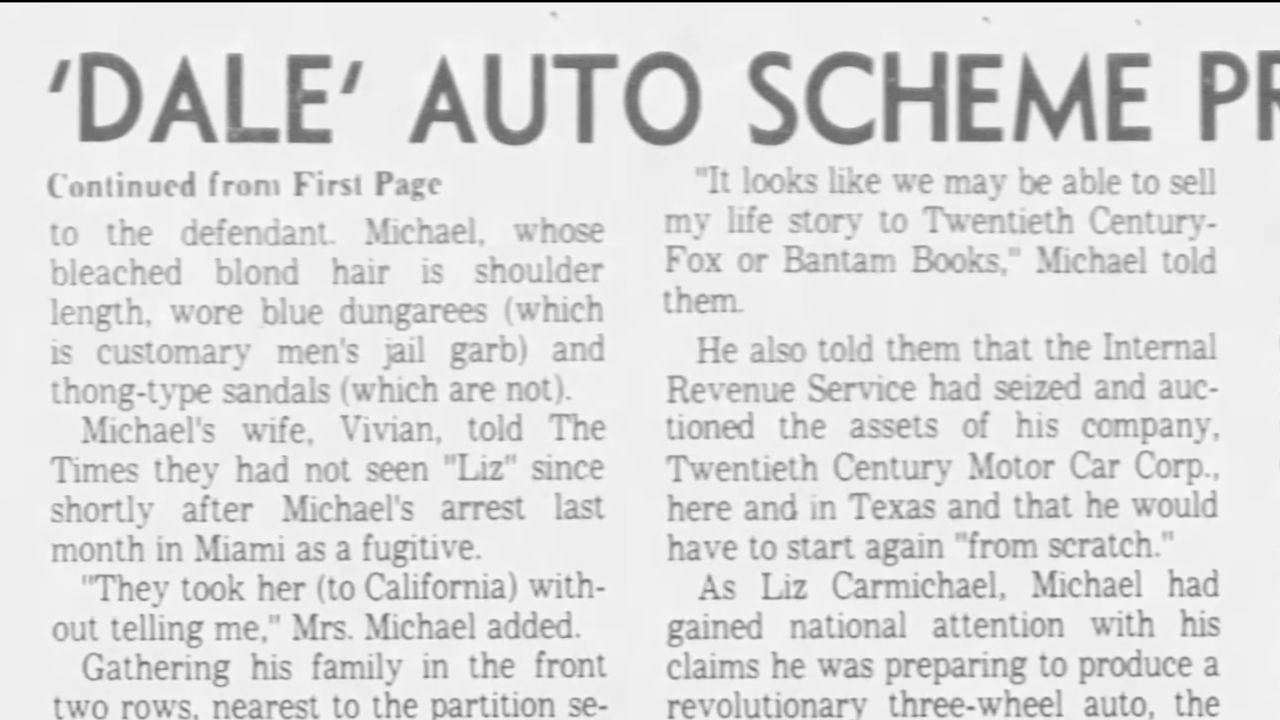 'DALE' AUTO SCHEME PR
Continued from First Page
to the defendant. Michael, whose
bleached blond hair is shoulder
length, wore blue dungarees (which
is customary men's jail garb) and
thong-type sandals (which are not).
Michael's wife, Vivian, told The
Times they had not seen "Liz" since
shortly after Michael's arrest last
month in Miami as a fugitive.
"They took her (to California) with-
out telling me," Mrs. Michael added.
Gathering his family in the front
two rows, nearest to the partition se-
"It looks like we may be able to sell
my life story to Twentieth Century-
Fox or Bantam Books," Michael told
them.
He also told them that the Internal
Revenue Service had seized and auc-
tioned the assets of his company,
Twentieth Century Motor Car Corp.,
here and in Texas and that he would
have to start again "from scratch."
As Liz Carmichael, Michael had
gained national attention with his
claims he was preparing to produce a
revolutionary three-wheel auto, the